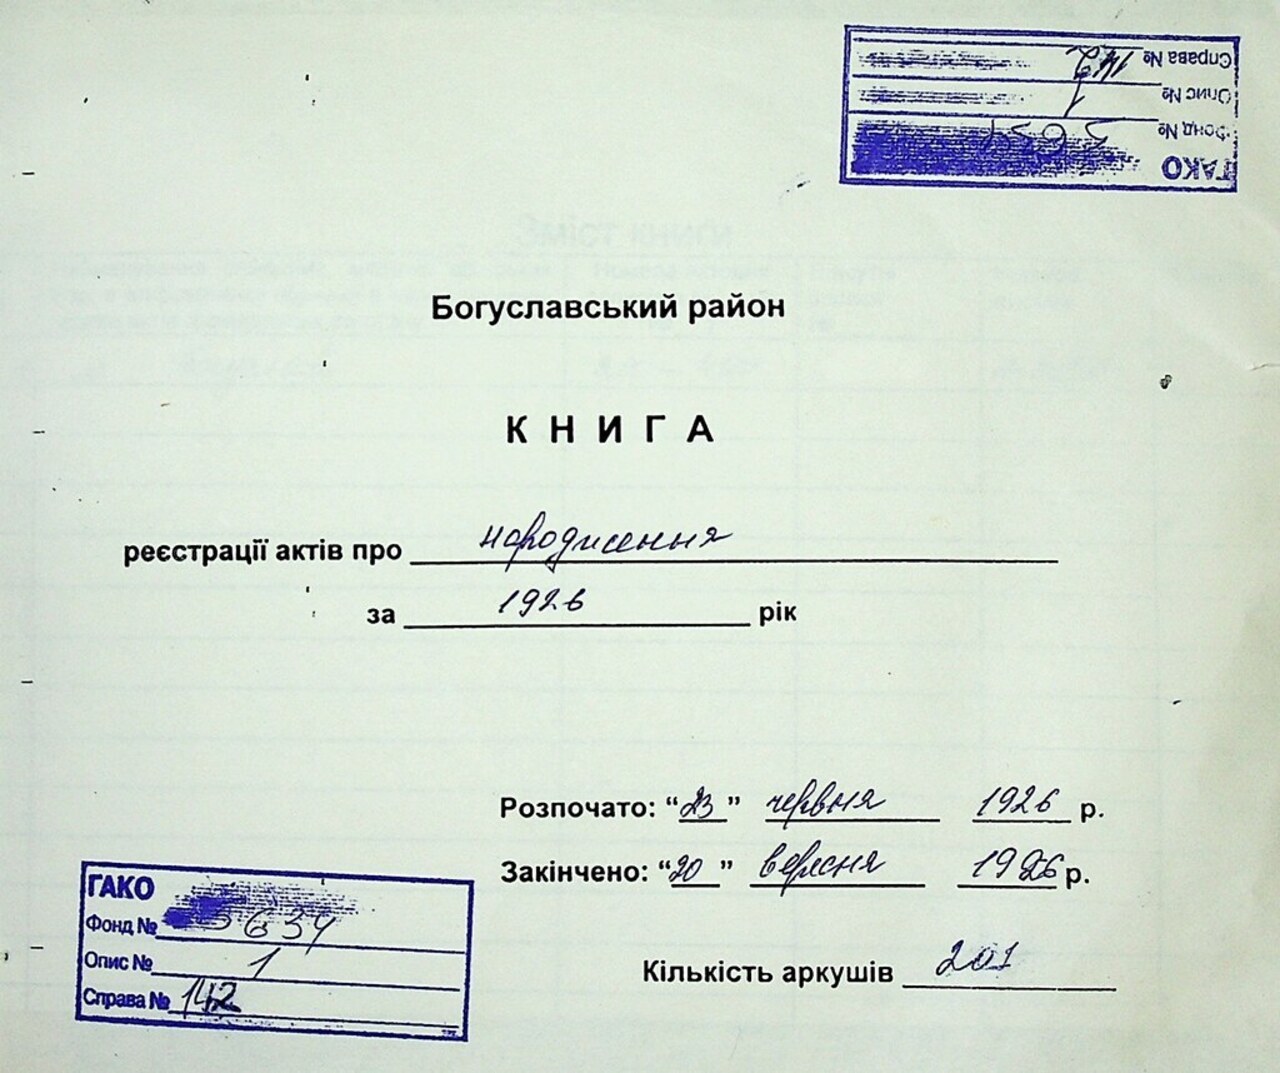 ГАКО
Фонд № 5634
Опис № 1
Справа № 142
Зміст книги
Богуславський район
КНИГА
реєстрації актів про народження
за 1926 рік
Розпочато: “23” червня 1926 р.
Закінчено: “20” вересня 1926 р.
ГАКО
Фонд № 5634
Опис № 1
Справа № 142
Кількість аркушів 201